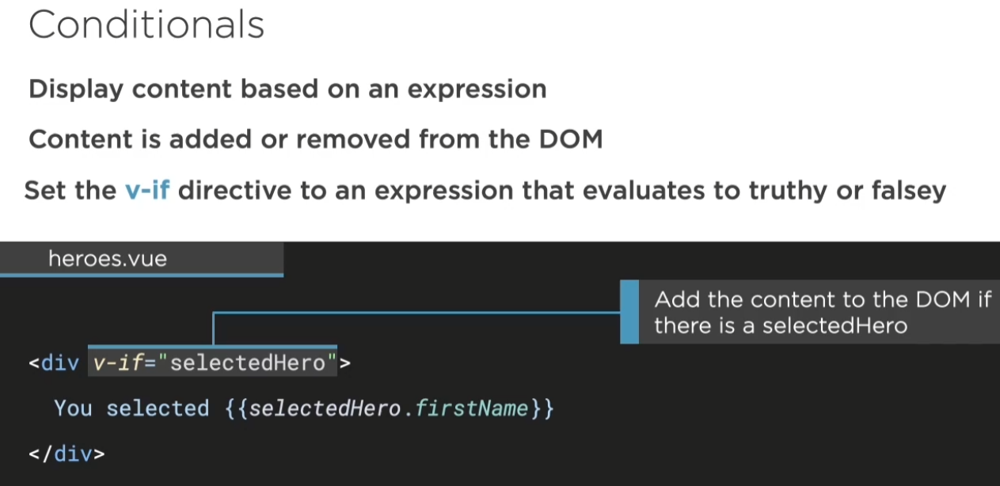 Conditionals
Display content based on an expression
Content is added or removed from the DOM
Set the v-if directive to an expression that evaluates to truthy or falsey
heroes.vue
Add the content to the DOM if
there is a selectedHero
<div v-if="selectedHero">
You selected {{selectedHero.firstName}}
</div>